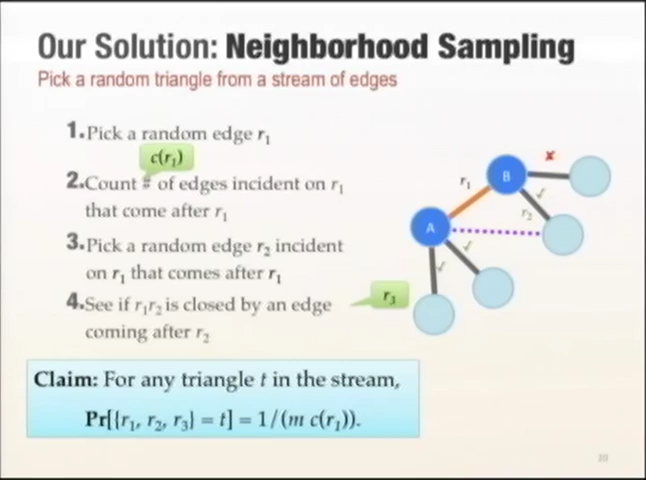 Our Solution: Neighborhood Sampling
Pick a random triangle from a stream of edges
1. Pick a random edge r₁
c(r₁)
2. Count # of edges incident on r₁
that come after r₁
3. Pick a random edge r₂ incident
on r₁ that comes after r₁
4. See if r₁r₂ is closed by an edge
coming after r₂
r₃
r₁
B
✘
✓
r₂
A
✓
✓
Claim: For any triangle t in the stream,
Pr[{r₁, r₂, r₃} = t] = 1/(m c(r₁)).
20